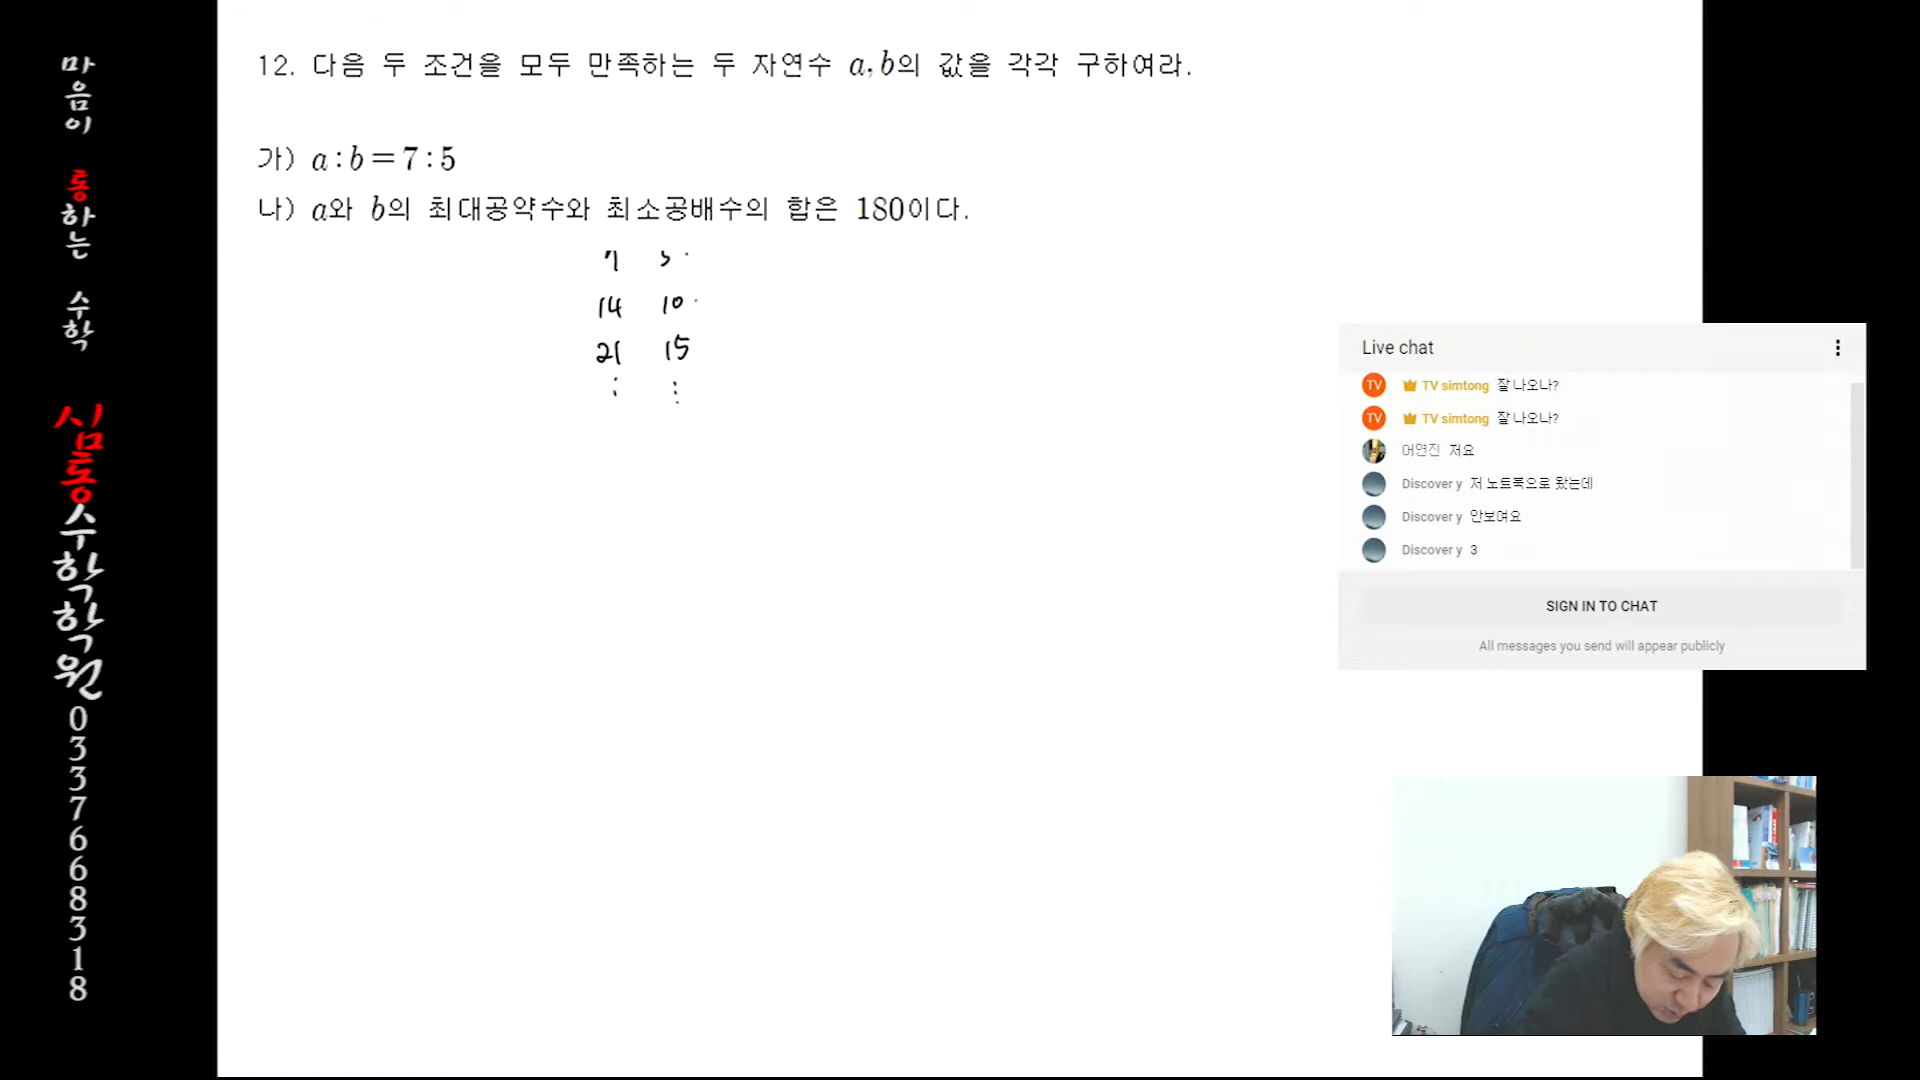 마음이 통하는 수학 심통수학학원 0337668318
12. 다음 두 조건을 모두 만족하는 두 자연수 a, b의 값을 각각 구하여라.
가) a : b = 7 : 5
나) a와 b의 최대공약수와 최소공배수의 합은 180이다.
7 5
14 10
21 15
⋮ ⋮
Live chat
TV TV simtong 잘 나오나?
TV TV simtong 잘 나오나?
어연진 저요
Discover y 저 노트북으로 왔는데
Discover y 안보여요
Discover y 3
SIGN IN TO CHAT
All messages you send will appear publicly